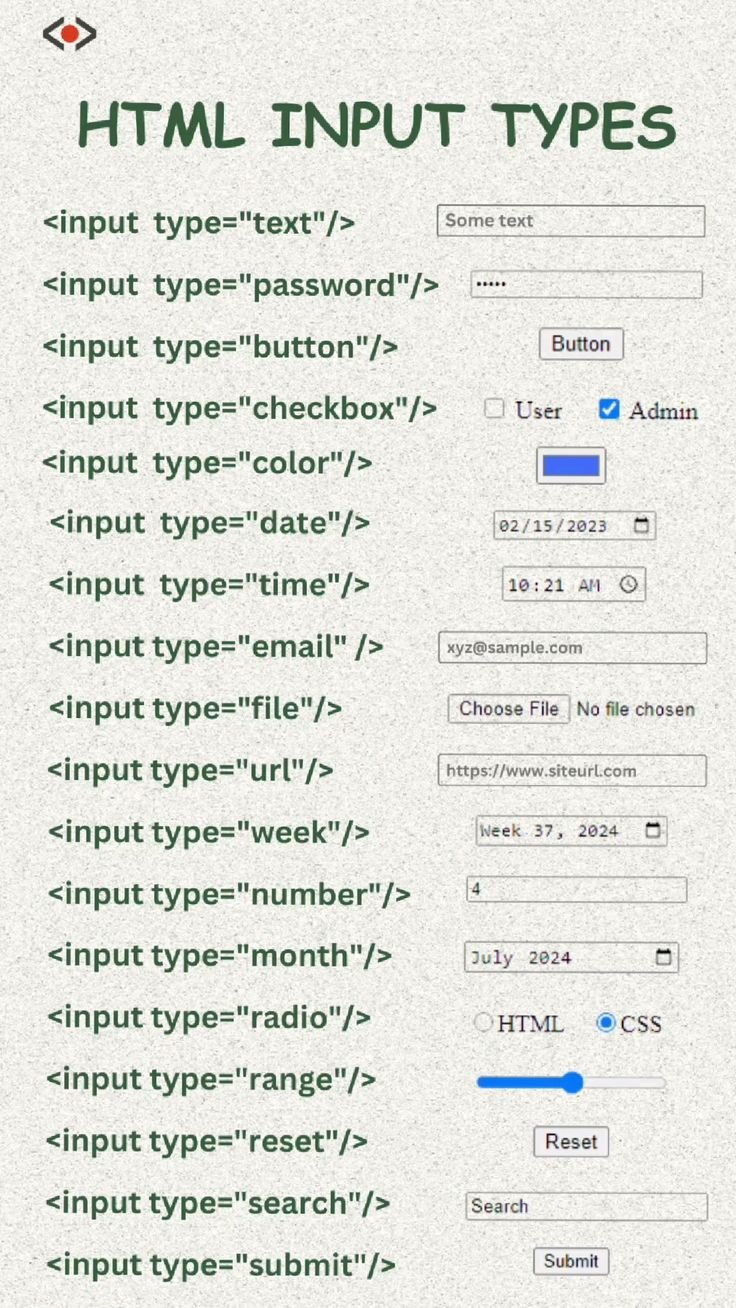 HTML INPUT TYPES
<input type="text"/> Some text
<input type="password"/> •••••
<input type="button"/> Button
<input type="checkbox"/> User Admin
<input type="color"/>
<input type="date"/> 02/15/2023
<input type="time"/> 10:21 AM
<input type="email" /> xyz@sample.com
<input type="file"/> Choose File No file chosen
<input type="url"/> https://www.siteurl.com
<input type="week"/> Week 37, 2024
<input type="number"/> 4
<input type="month"/> July 2024
<input type="radio"/> HTML CSS
<input type="range"/>
<input type="reset"/> Reset
<input type="search"/> Search
<input type="submit"/> Submit